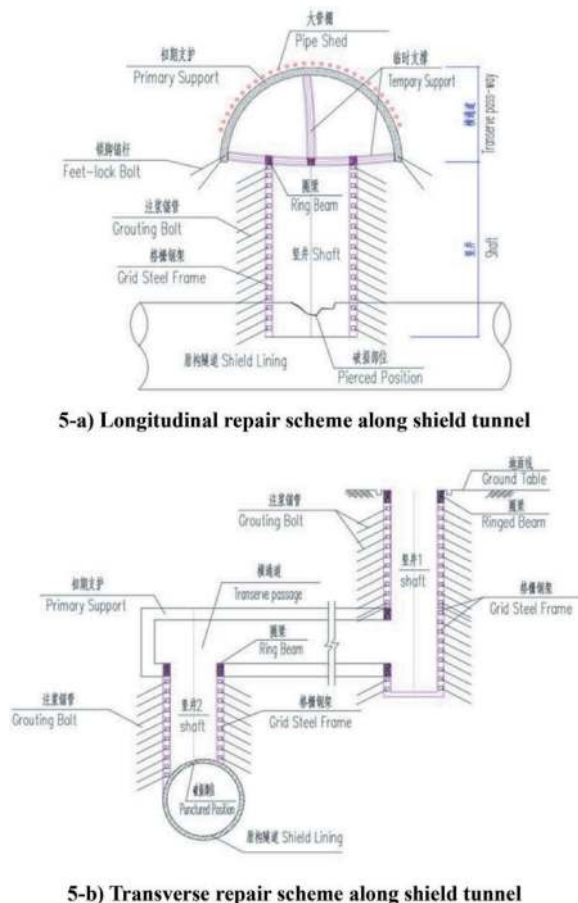 大管棚
Pipe Shed
初期支护
Primary Support
临时支撑
Tempary Support
横通道
Transerve pass-way
锁脚锚杆
Feet-lock Bolt
圈梁
Ring Beam
注浆锚管
Grouting Bolt
竖井 Shaft
竖井
Shaft
格栅钢架
Grid Steel Frame
盾构隧道 Shield Lining
破损部位
Pierced Position
5-a) Longitudinal repair scheme along shield tunnel
地面线
Ground Table
注浆锚管
Grouting Bolt
圈梁
Ringed Beam
竖井1
shaft
初期支护
Primary Support
横通道
Transerve passage
格栅钢架
Grid Steel Frame
圈梁
Ring Beam
注浆锚管
Grouting Bolt
竖井2
shaft
格栅钢架
Grid Steel Frame
破损部位
Punctured Position
盾构隧道 Shield Lining
5-b) Transverse repair scheme along shield tunnel